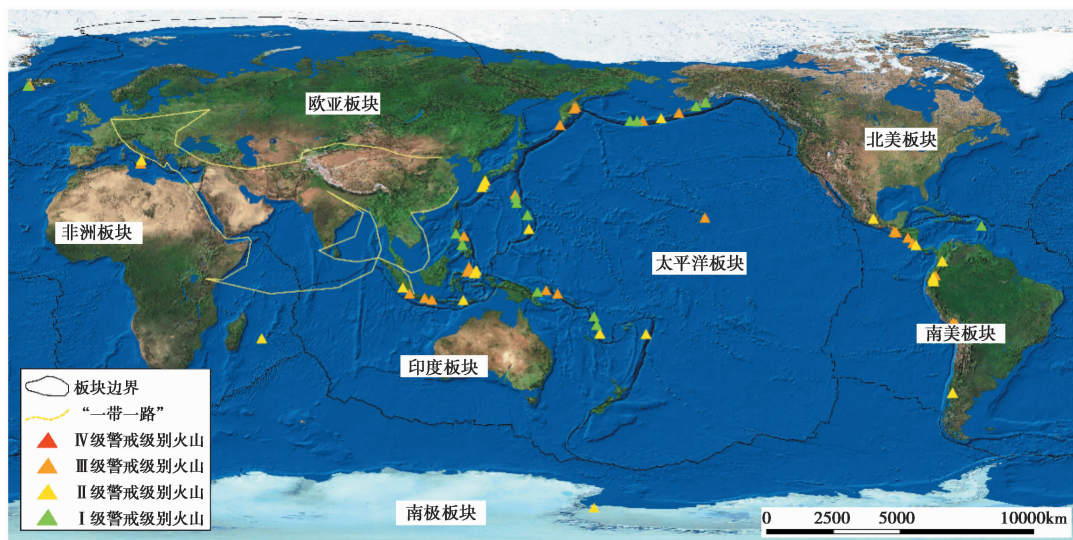 欧亚板块
北美板块
非洲板块
太平洋板块
南美板块
印度板块
南极板块
板块边界
“一带一路”
Ⅳ级警戒级别火山
Ⅲ级警戒级别火山
Ⅱ级警戒级别火山
Ⅰ级警戒级别火山
0 2500 5000 10000km